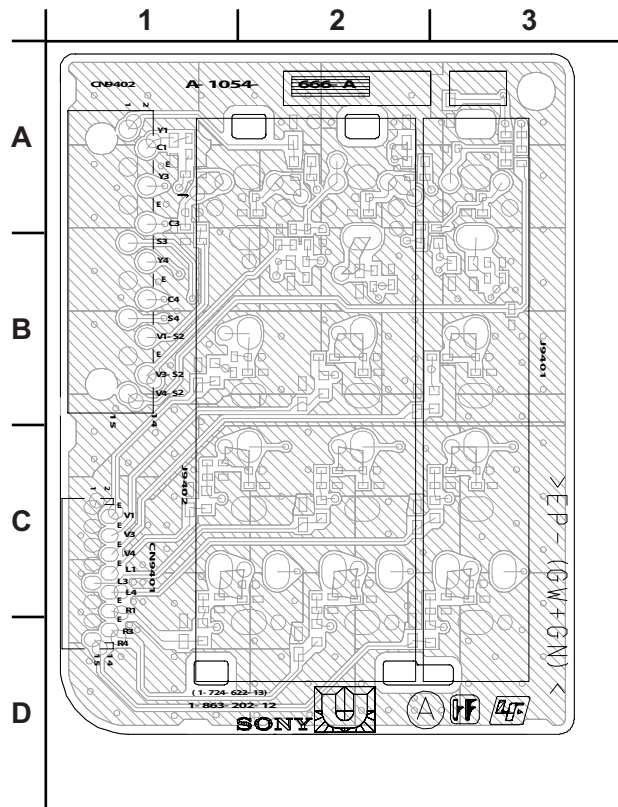 1 2 3
CN9402 A-1054- 666-A
A
1 2
Y1
C1
E
Y3
E
C3
S3
Y4
E
C4
B
S4
V1-S2
E
V3-S2
V4-S2
15 14
J9401
J9402
C
1 2
E
V1
E
V3
E
V4
E
L1
CN9401
L3
L4
E
R1
E
R3
R4
15 14
>EP-(GW+GN)<
(1-724-622-13)
1-863-202-12
D
SONY U A